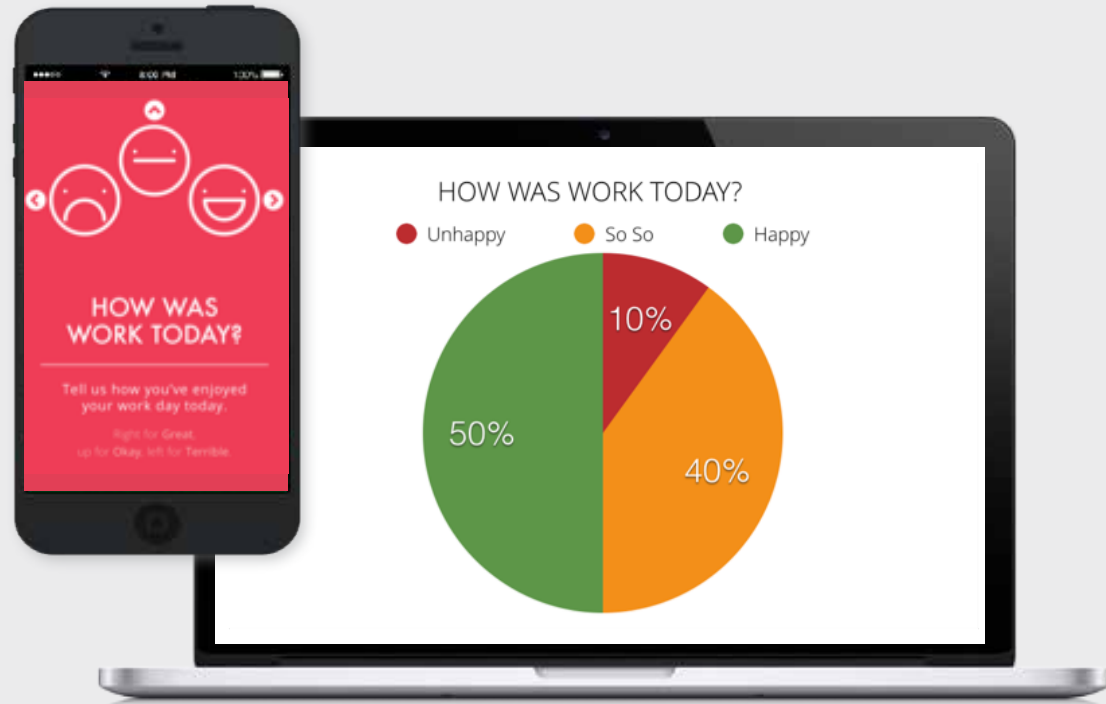 8:00 PM 100%
HOW WAS
WORK TODAY?
Tell us how you've enjoyed
your work day today.
Right for Great,
up for Okay, left for Terrible.
HOW WAS WORK TODAY?
Unhappy So So Happy
10%
50%
40%